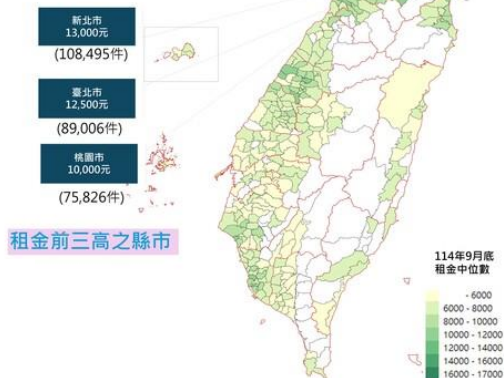 新北市
13,000元
(108,495件)
臺北市
12,500元
(89,006件)
桃園市
10,000元
(75,826件)
租金前三高之縣市
114年9月底
租金中位數
- 6000
6000 - 8000
8000 - 10000
10000 - 12000
12000 - 14000
14000 - 16000
16000 - 17000